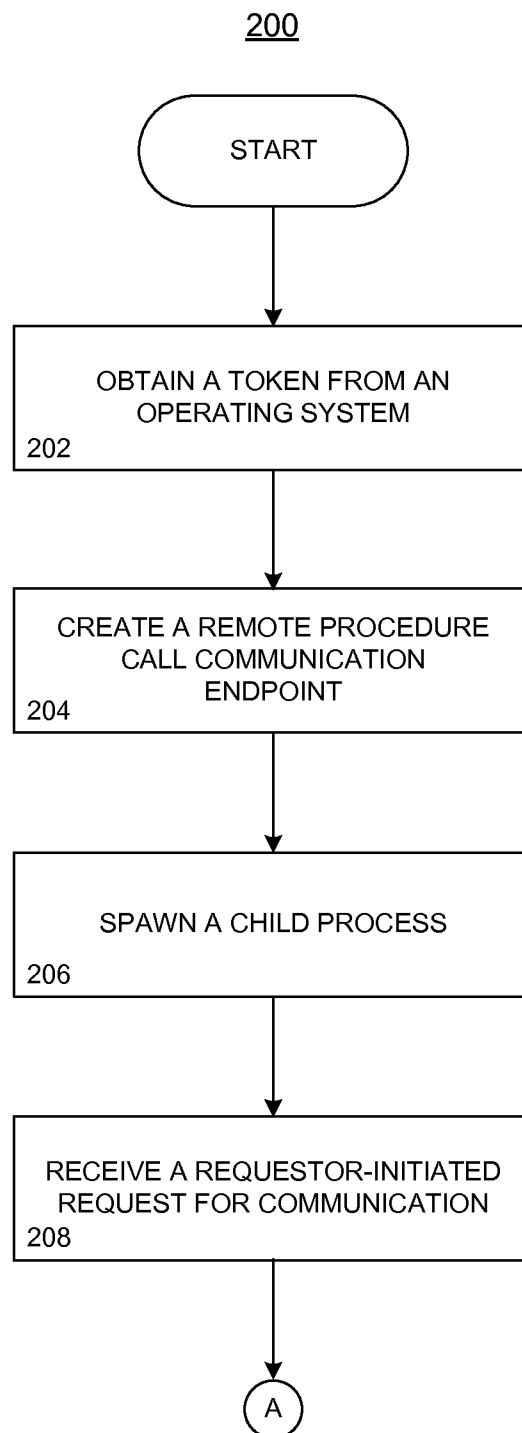 200
START
OBTAIN A TOKEN FROM AN
OPERATING SYSTEM
202
CREATE A REMOTE PROCEDURE
CALL COMMUNICATION
ENDPOINT
204
SPAWN A CHILD PROCESS
206
RECEIVE A REQUESTOR-INITIATED
REQUEST FOR COMMUNICATION
208
A